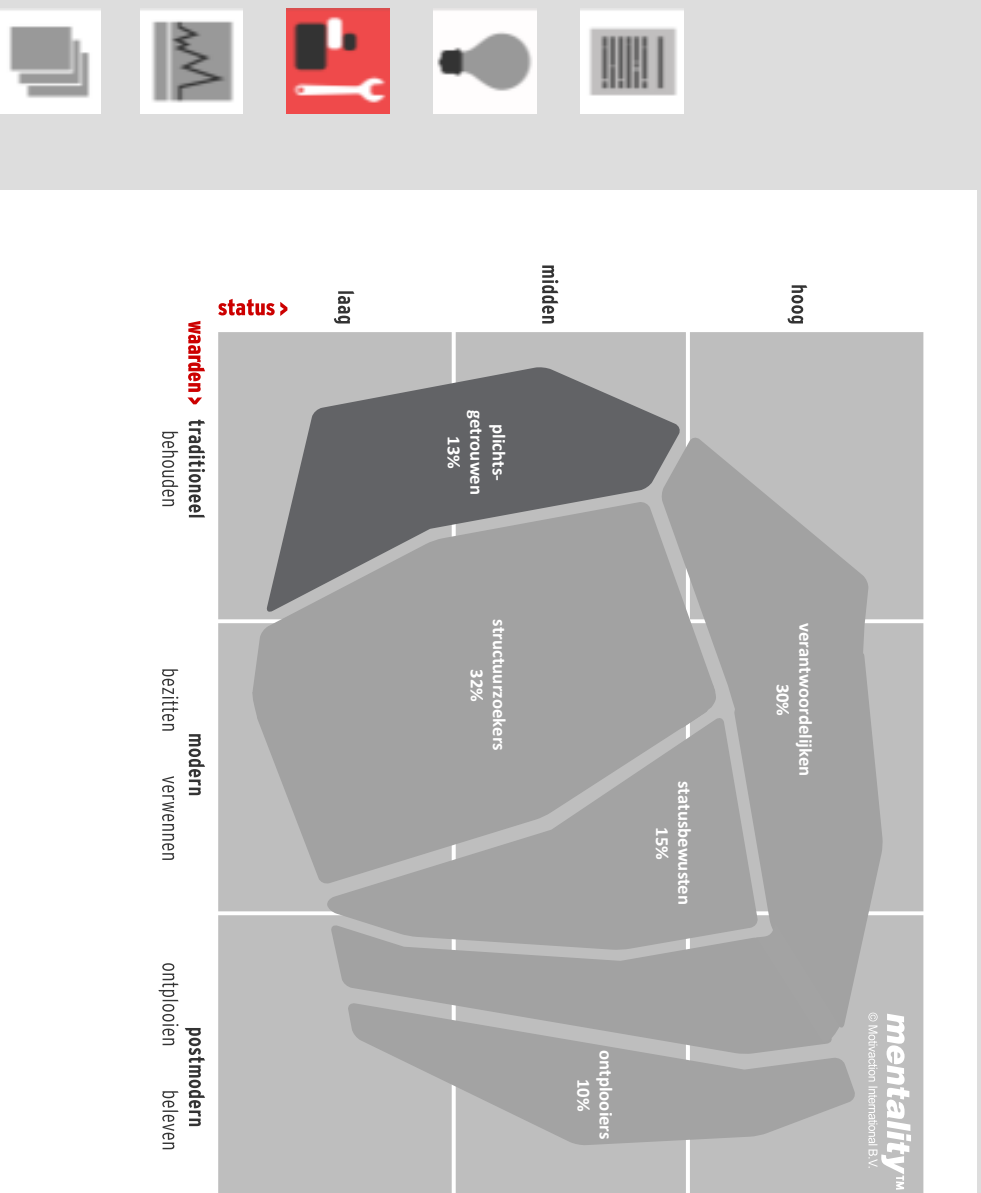 mentality™
© Motivaction International B.V.
hoog
midden
laag
status >
verantwoordelijken
30%
plichts-
getrouwen
13%
structuurzoekers
32%
statusbewusten
15%
ontplooiers
10%
waarden >
traditioneel
modern
postmodern
behouden
bezitten
verwennen
ontplooien
beleven